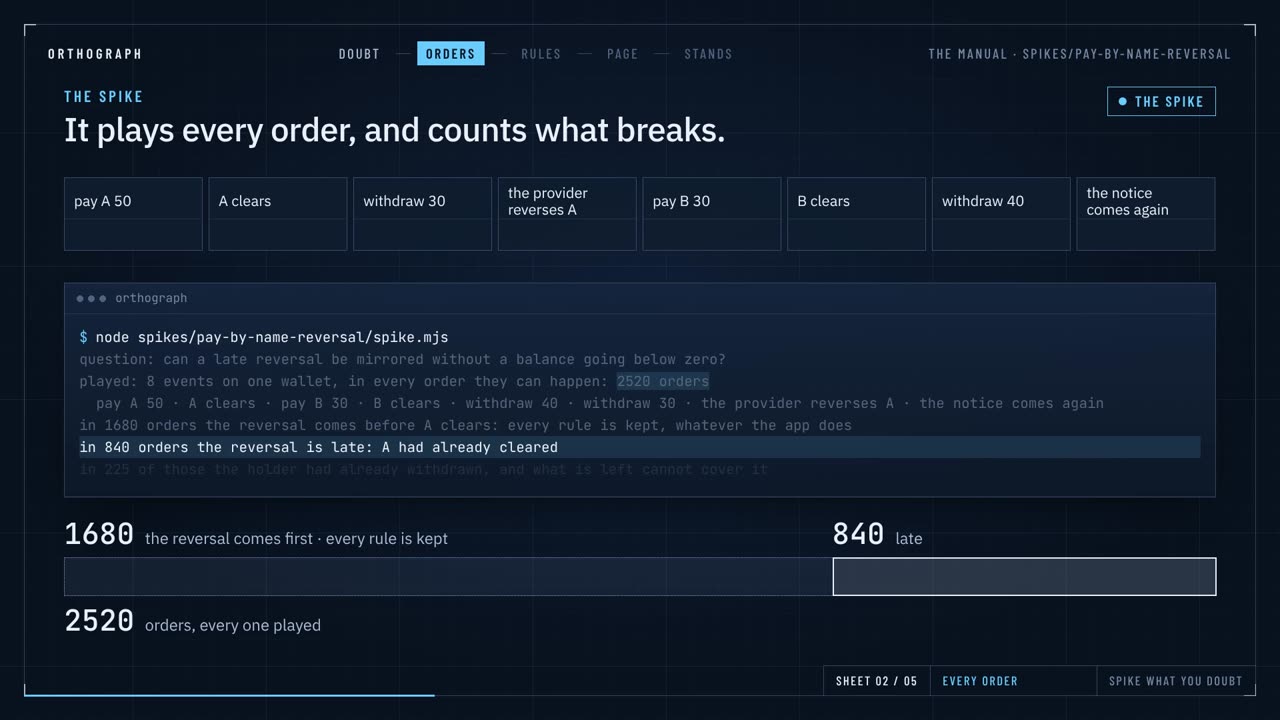 ORTHOGRAPH
DOUBT ORDERS RULES PAGE STANDS
THE MANUAL · SPIKES/PAY-BY-NAME-REVERSAL
THE SPIKE
THE SPIKE
It plays every order, and counts what breaks.
pay A 50
A clears
withdraw 30
the provider
reverses A
pay B 30
B clears
withdraw 40
the notice
comes again
orthograph
$ node spikes/pay-by-name-reversal/spike.mjs
question: can a late reversal be mirrored without a balance going below zero?
played: 8 events on one wallet, in every order they can happen: 2520 orders
pay A 50 · A clears · pay B 30 · B clears · withdraw 40 · withdraw 30 · the provider reverses A · the notice comes again
in 1680 orders the reversal comes before A clears: every rule is kept, whatever the app does
in 840 orders the reversal is late: A had already cleared
in 225 of those the holder had already withdrawn, and what is left cannot cover it
1680 the reversal comes first · every rule is kept
840 late
2520 orders, every one played
SHEET 02 / 05
EVERY ORDER
SPIKE WHAT YOU DOUBT